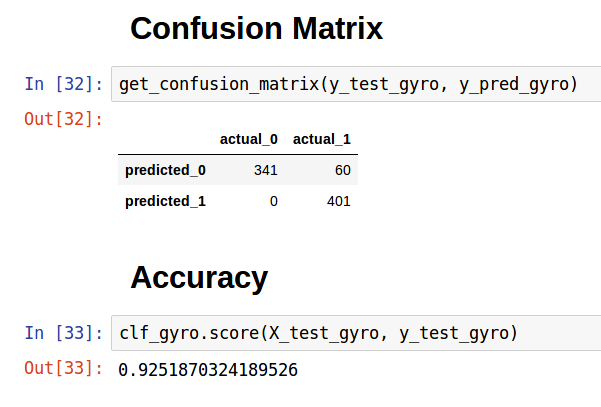 Confusion Matrix
In [32]: get_confusion_matrix(y_test_gyro, y_pred_gyro)
Out[32]:
actual_0 actual_1
predicted_0 341 60
predicted_1 0 401
Accuracy
In [33]: clf_gyro.score(X_test_gyro, y_test_gyro)
Out[33]: 0.9251870324189526